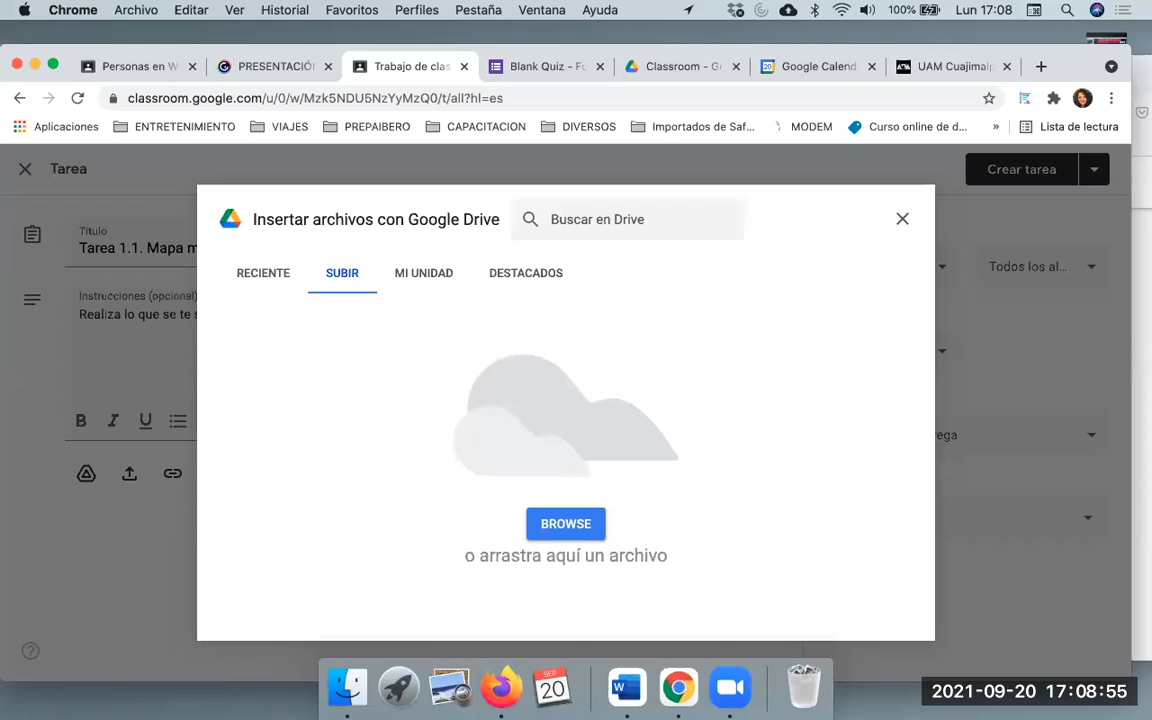 Chrome Archivo Editar Ver Historial Favoritos Perfiles Pestaña Ventana Ayuda 100% Lun 17:08
Personas en W PRESENTACIÓN Trabajo de clas Blank Quiz - Fo Classroom - Go Google Calend UAM Cuajimalp
classroom.google.com/u/0/w/Mzk5NDU5NzYyMzQ0/t/all?hl=es
Aplicaciones ENTRETENIMIENTO VIAJES PREPAIBERO CAPACITACION DIVERSOS Importados de Saf... MODEM Curso online de d... » Lista de lectura
Tarea Crear tarea
Insertar archivos con Google Drive Buscar en Drive
Título
Tarea 1.1. Mapa m
RECIENTE SUBIR MI UNIDAD DESTACADOS
Todos los al...
Instrucciones (opcional)
Realiza lo que se te s
B I U
rega
BROWSE
o arrastra aquí un archivo
SEP
20
W
2021-09-20 17:08:55